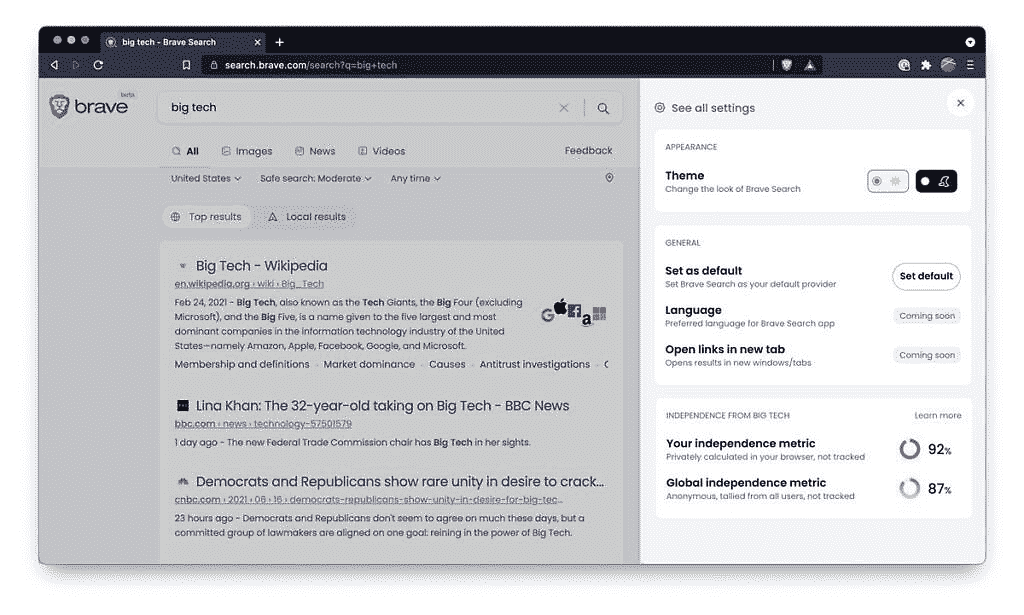 big tech - Brave Search
search.brave.com/search?q=big+tech
brave
beta
big tech
All
Images
News
Videos
Feedback
United States
Safe search: Moderate
Any time
Top results
Local results
Big Tech - Wikipedia
en.wikipedia.org › wiki › Big_Tech
Feb 24, 2021 - Big Tech, also known as the Tech Giants, the Big Four (excluding
Microsoft), and the Big Five, is a name given to the five largest and most
dominant companies in the information technology industry of the United
States—namely Amazon, Apple, Facebook, Google, and Microsoft.
Membership and definitions · Market dominance · Causes · Antitrust investigations ·
Lina Khan: The 32-year-old taking on Big Tech - BBC News
bbc.com › news › technology-57501579
1 day ago - The new Federal Trade Commission chair has Big Tech in her sights.
Democrats and Republicans show rare unity in desire to crack...
cnbc.com › 2021 › 06 › 16 › democrats-republicans-show-unity-in-desire-for-big-tec...
23 hours ago - Democrats and Republicans don't seem to agree on much these days, but a
committed group of lawmakers are aligned on one goal: reining in the power of Big Tech.
See all settings
APPEARANCE
Theme
Change the look of Brave Search
GENERAL
Set as default
Set Brave Search as your default provider
Set default
Language
Preferred language for Brave Search app
Coming soon
Open links in new tab
Opens results in new windows/tabs
Coming soon
INDEPENDENCE FROM BIG TECH
Learn more
Your independence metric
Privately calculated in your browser, not tracked
92%
Global independence metric
Anonymous, tallied from all users, not tracked
87%